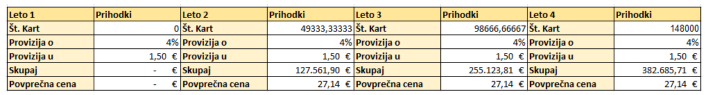 Leto 1 Prihodki Leto 2 Prihodki Leto 3 Prihodki Leto 4 Prihodki
Št. Kart 0 Št. Kart 49333,33333 Št. Kart 98666,66667 Št. Kart 148000
Provizija o 4% Provizija o 4% Provizija o 4% Provizija o 4%
Provizija u 1,50 € Provizija u 1,50 € Provizija u 1,50 € Provizija u 1,50 €
Skupaj - € Skupaj 127.561,90 € Skupaj 255.123,81 € Skupaj 382.685,71 €
Povprečna cena - € Povprečna cena 27,14 € Povprečna cena 27,14 € Povprečna cena 27,14 €